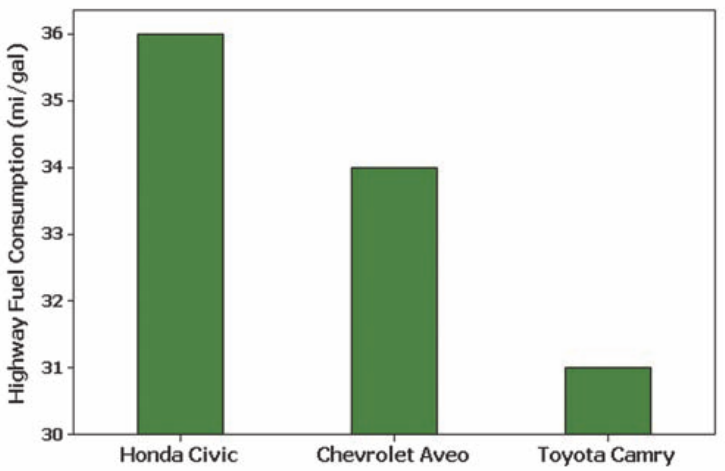 Highway Fuel Consumption (mi/gal)
36
35
34
33
32
31
30
Honda Civic
Chevrolet Aveo
Toyota Camry